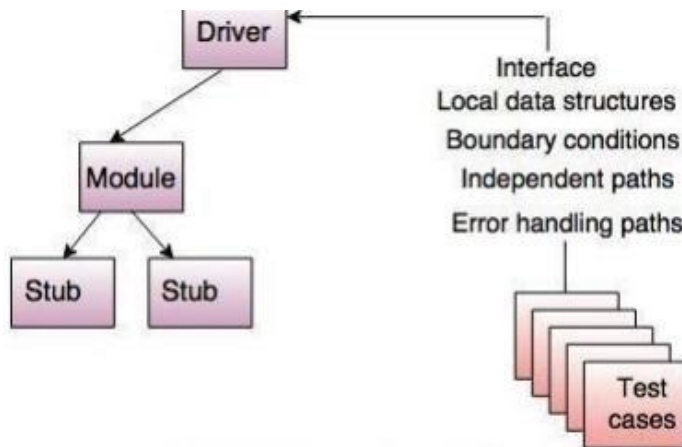 Driver
Interface
Local data structures
Boundary conditions
Module
Independent paths
Error handling paths
Stub
Stub
Test
cases